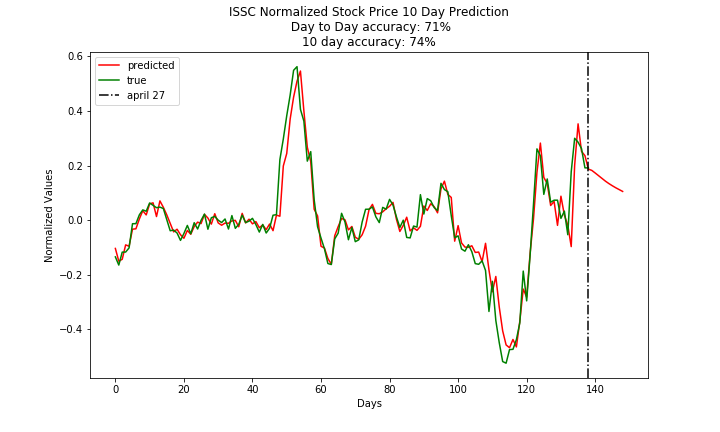 ISSC Normalized Stock Price 10 Day Prediction
Day to Day accuracy: 71%
10 day accuracy: 74%
predicted
true
april 27
Normalized Values
0.6
0.4
0.2
0.0
−0.2
−0.4
0
20
40
60
80
100
120
140
Days